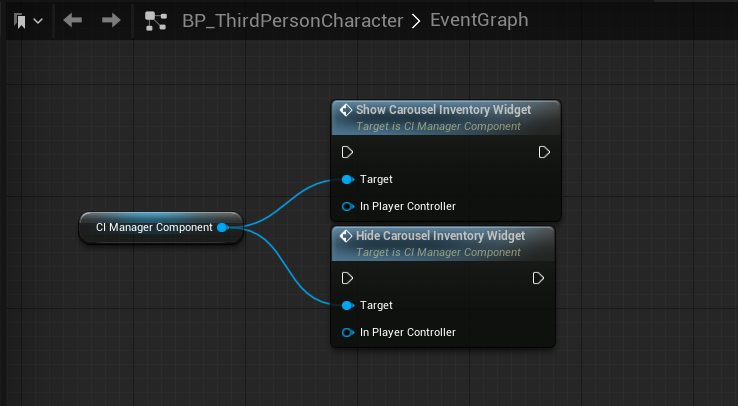 BP_ThirdPersonCharacter > EventGraph
Show Carousel Inventory Widget
Target is CI Manager Component
Target
In Player Controller
CI Manager Component
Hide Carousel Inventory Widget
Target is CI Manager Component
Target
In Player Controller